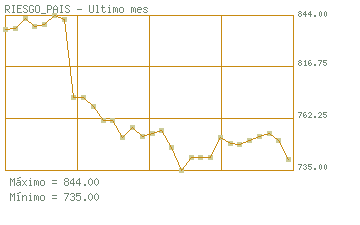 RIESGO_PAIS - Ultimo mes
844.00
816.75
762.25
735.00
Máximo = 844.00
Mínimo = 735.00